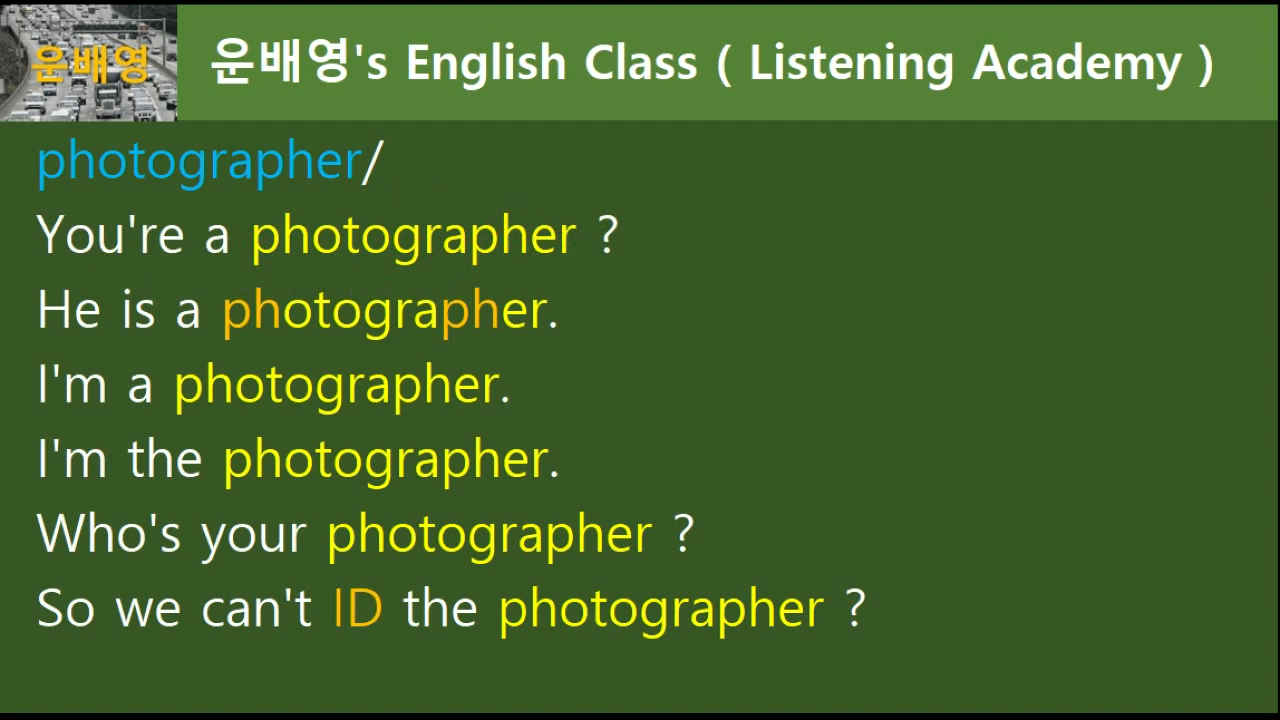 운배영
운배영's English Class ( Listening Academy )
photographer/
You're a photographer ?
He is a photographer.
I'm a photographer.
I'm the photographer.
Who's your photographer ?
So we can't ID the photographer ?